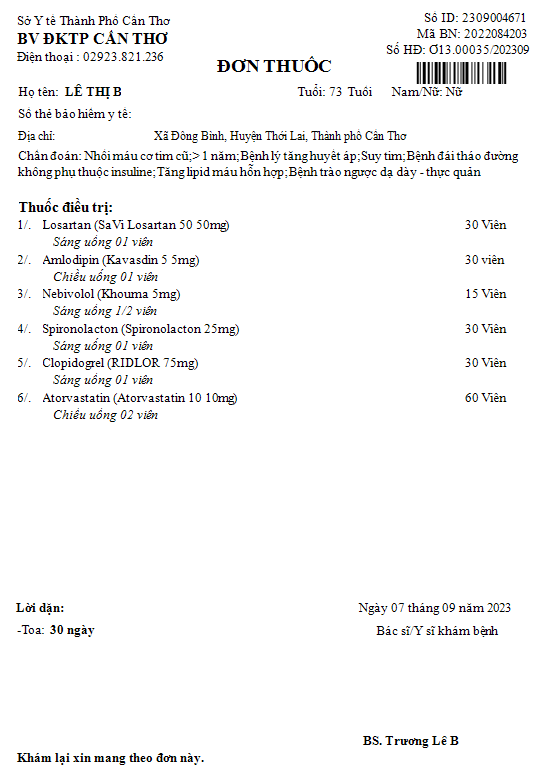 Sở Y tế Thành Phố Cần Thơ
BV ĐKTP CẦN THƠ
Điện thoại : 02923.821.236
Số ID: 2309004671
Mã BN: 2022084203
Số HĐ: Ơ13.00035/202309
ĐƠN THUỐC
Họ tên: LÊ THỊ B Tuổi: 73 Tuổi Nam/Nữ: Nữ
Số thẻ bảo hiểm y tế:
Địa chỉ: Xã Đông Bình, Huyện Thới Lai, Thành phố Cần Thơ
Chẩn đoán: Nhồi máu cơ tim cũ;> 1 năm;Bệnh lý tăng huyết áp;Suy tim;Bệnh đái tháo đường
không phụ thuộc insuline;Tăng lipid máu hỗn hợp;Bệnh trào ngược dạ dày - thực quản
Thuốc điều trị:
1/. Losartan (SaVi Losartan 50 50mg) 30 Viên
Sáng uống 01 viên
2/. Amlodipin (Kavasdin 5 5mg) 30 viên
Chiều uống 01 viên
3/. Nebivolol (Khouma 5mg) 15 Viên
Sáng uống 1/2 viên
4/. Spironolacton (Spironolacton 25mg) 30 Viên
Sáng uống 01 viên
5/. Clopidogrel (RIDLOR 75mg) 30 Viên
Sáng uống 01 viên
6/. Atorvastatin (Atorvastatin 10 10mg) 60 Viên
Chiều uống 02 viên
Lời dặn:
-Toa: 30 ngày
Ngày 07 tháng 09 năm 2023
Bác sĩ/Y sĩ khám bệnh
BS. Trương Lê B
Khám lại xin mang theo đơn này.